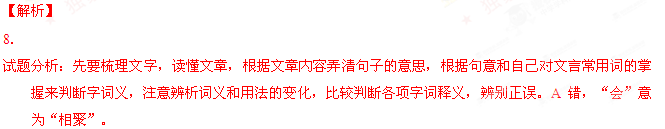 【解析】
8.
试题分析：先要梳理文字，读懂文章，根据文章内容弄清句子的意思，根据句意和自己对文言常用词的掌
握来判断字词义，注意辨析词义和用法的变化，比较判断各项字词释义，辨别正误。A 错，“会”意
为“相聚”。